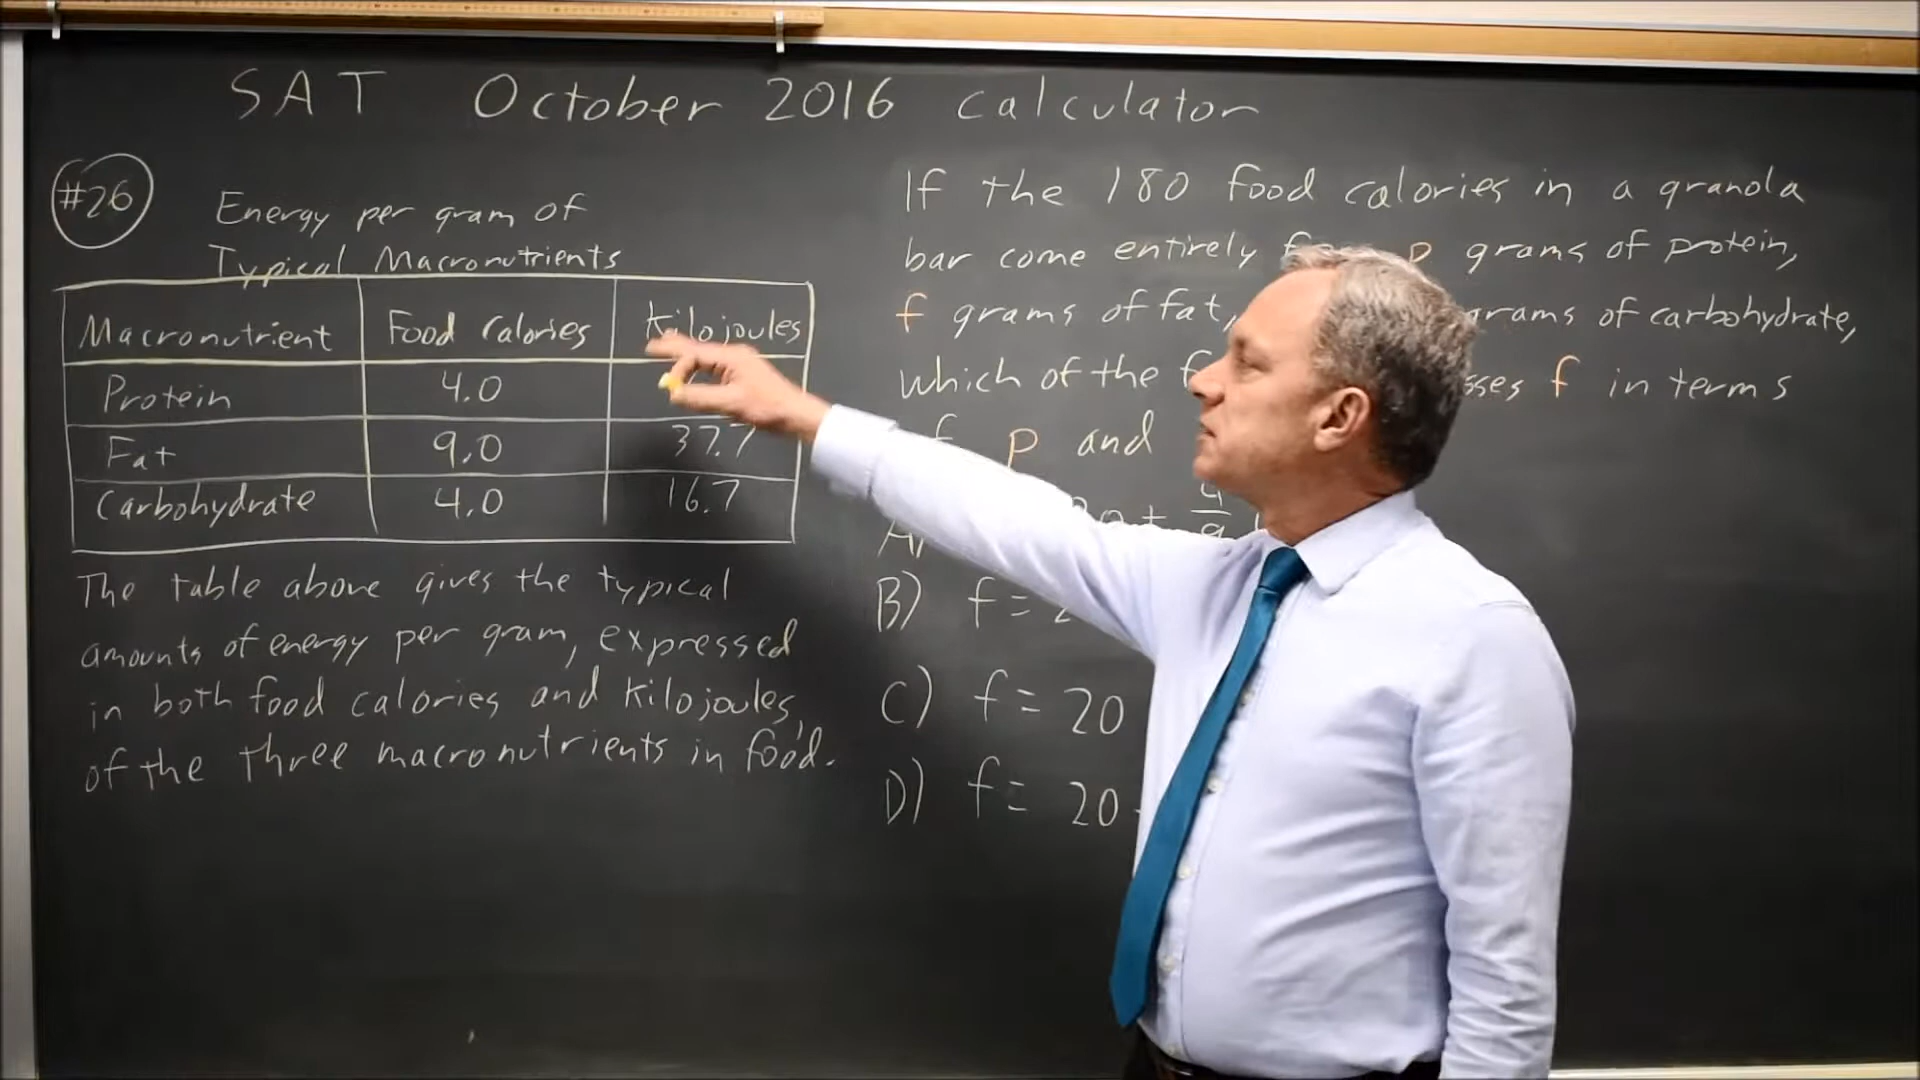 SAT October 2016 Calculator
#26
Energy per gram of
Typical Macronutrients
Macronutrient Food Calories Kilojoules
Protein 4.0
Fat 9.0 37.7
Carbohydrate 4.0 16.7
The table above gives the typical
amounts of energy per gram, expressed
in both food calories and kilojoules,
of the three macronutrients in food.
If the 180 food calories in a granola
bar come entirely p grams of protein,
f grams of fat, grams of carbohydrate,
which of the f in terms
p and
A)
B) f =
C) f = 20
D) f = 20